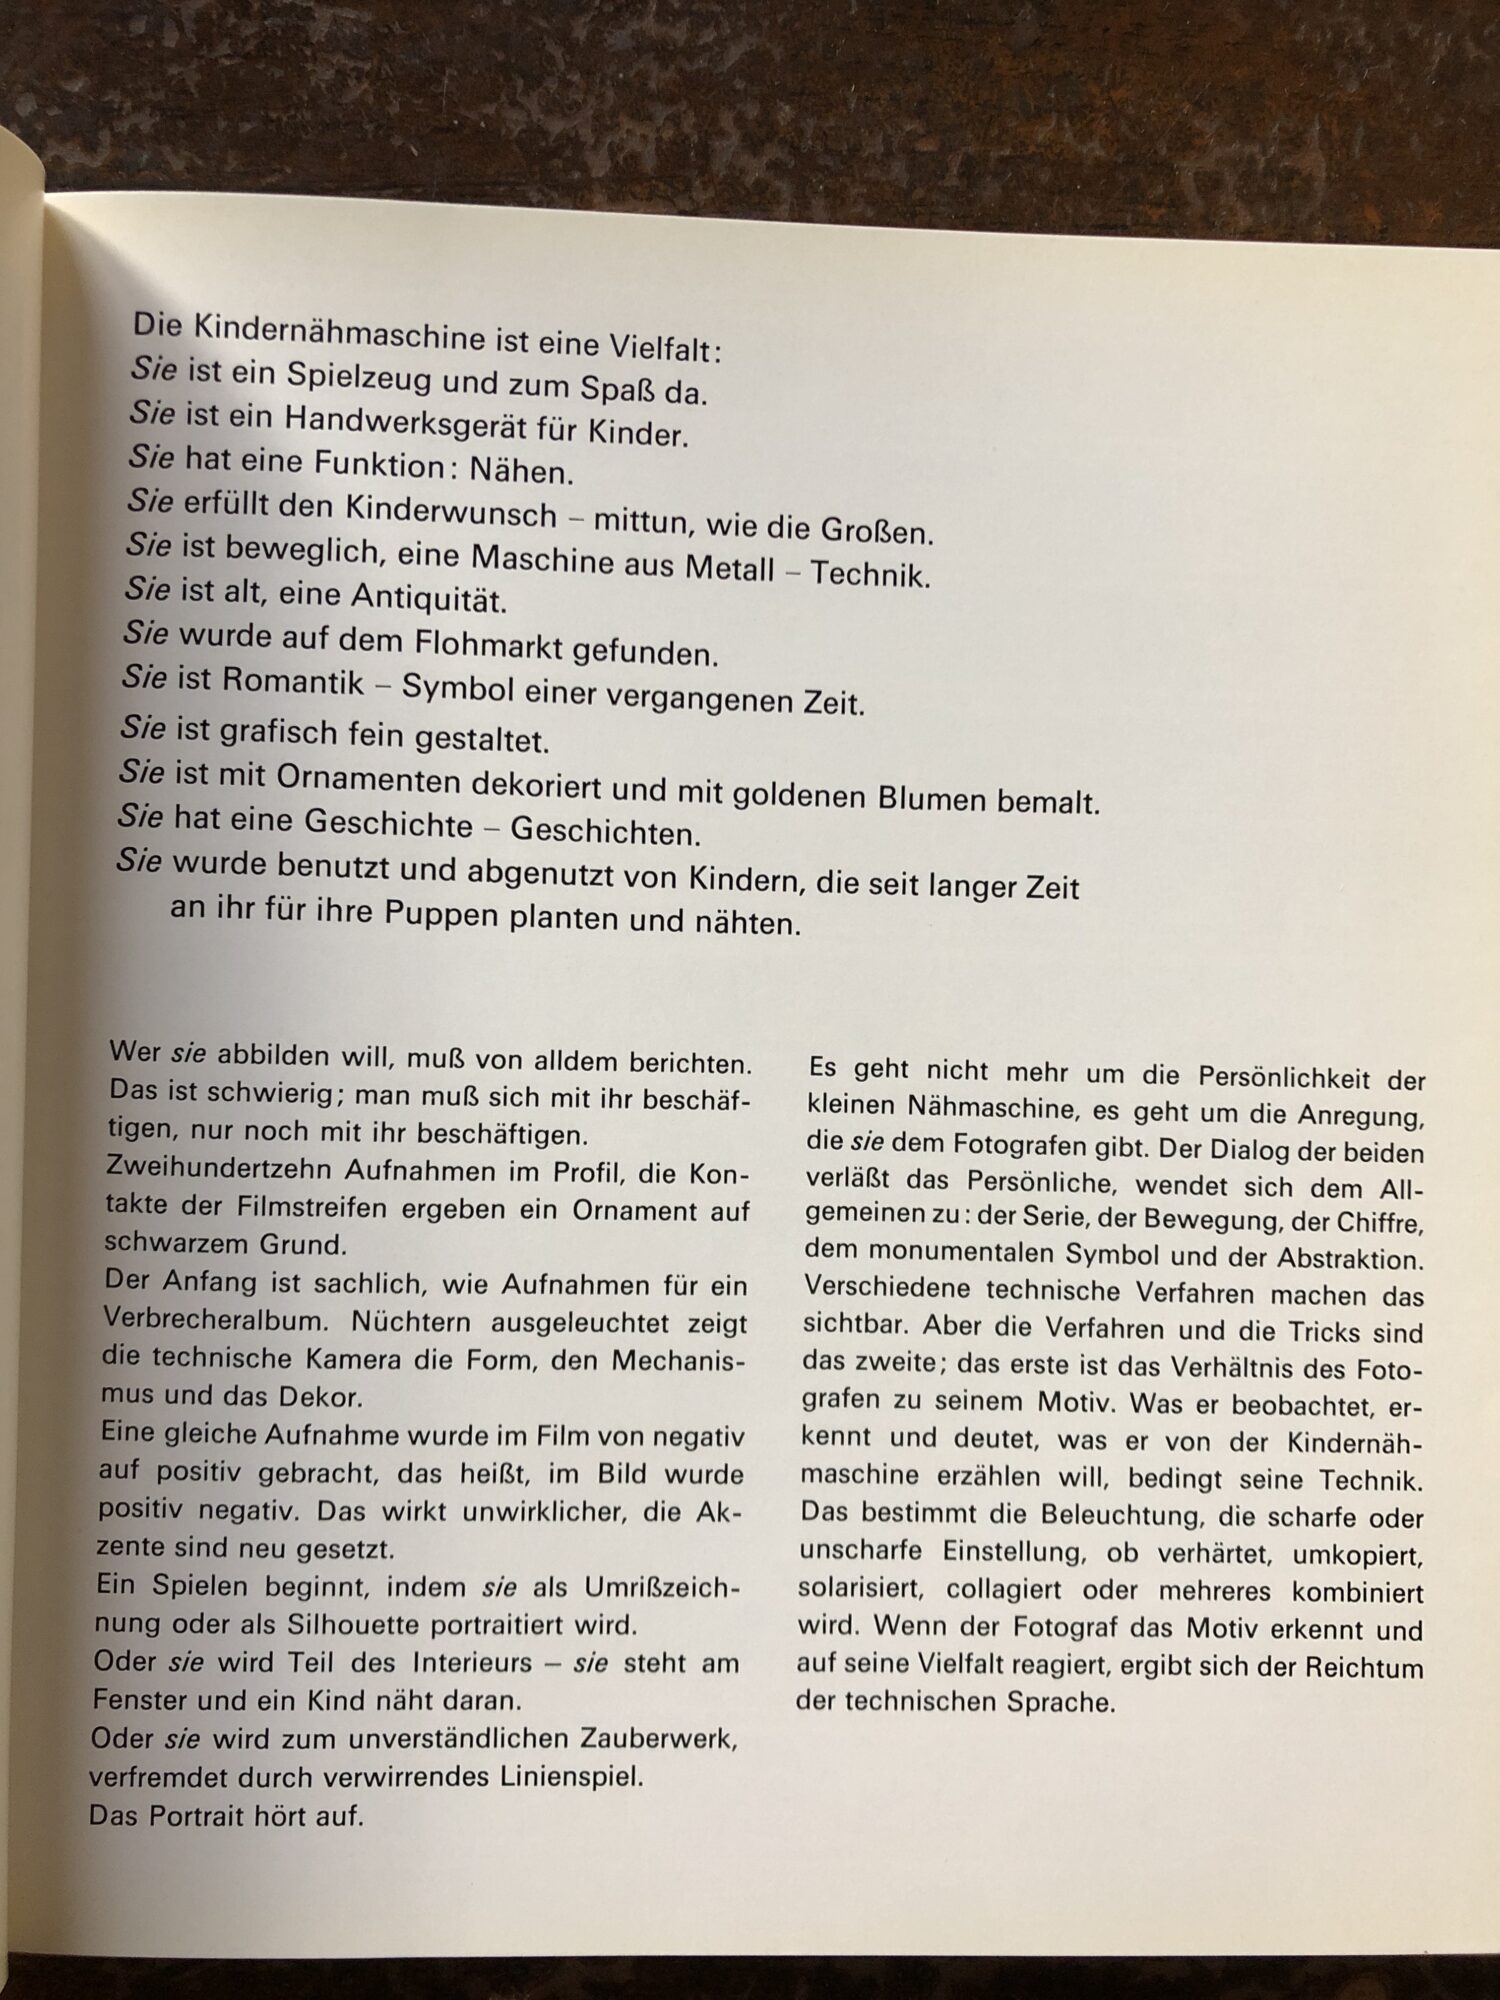 Die Kindernähmaschine ist eine Vielfalt:
Sie ist ein Spielzeug und zum Spaß da.
Sie ist ein Handwerksgerät für Kinder.
Sie hat eine Funktion: Nähen.
Sie erfüllt den Kinderwunsch – mittun, wie die Großen.
Sie ist beweglich, eine Maschine aus Metall – Technik.
Sie ist alt, eine Antiquität.
Sie wurde auf dem Flohmarkt gefunden.
Sie ist Romantik – Symbol einer vergangenen Zeit.
Sie ist grafisch fein gestaltet.
Sie ist mit Ornamenten dekoriert und mit goldenen Blumen bemalt.
Sie hat eine Geschichte – Geschichten.
Sie wurde benutzt und abgenutzt von Kindern, die seit langer Zeit
an ihr für ihre Puppen planten und nähten.
Wer sie abbilden will, muß von alldem berichten.
Das ist schwierig; man muß sich mit ihr beschäf-
tigen, nur noch mit ihr beschäftigen.
Zweihundertzehn Aufnahmen im Profil, die Kon-
takte der Filmstreifen ergeben ein Ornament auf
schwarzem Grund.
Der Anfang ist sachlich, wie Aufnahmen für ein
Verbrecheralbum. Nüchtern ausgeleuchtet zeigt
die technische Kamera die Form, den Mechanis-
mus und das Dekor.
Eine gleiche Aufnahme wurde im Film von negativ
auf positiv gebracht, das heißt, im Bild wurde
positiv negativ. Das wirkt unwirklicher, die Ak-
zente sind neu gesetzt.
Ein Spielen beginnt, indem sie als Umrißzeich-
nung oder als Silhouette portraitiert wird.
Oder sie wird Teil des Interieurs – sie steht am
Fenster und ein Kind näht daran.
Oder sie wird zum unverständlichen Zauberwerk,
verfremdet durch verwirrendes Linienspiel.
Das Portrait hört auf.
Es geht nicht mehr um die Persönlichkeit der
kleinen Nähmaschine, es geht um die Anregung,
die sie dem Fotografen gibt. Der Dialog der beiden
verläßt das Persönliche, wendet sich dem All-
gemeinen zu: der Serie, der Bewegung, der Chiffre,
dem monumentalen Symbol und der Abstraktion.
Verschiedene technische Verfahren machen das
sichtbar. Aber die Verfahren und die Tricks sind
das zweite; das erste ist das Verhältnis des Foto-
grafen zu seinem Motiv. Was er beobachtet, er-
kennt und deutet, was er von der Kindernäh-
maschine erzählen will, bedingt seine Technik.
Das bestimmt die Beleuchtung, die scharfe oder
unscharfe Einstellung, ob verhärtet, umkopiert,
solarisiert, collagiert oder mehreres kombiniert
wird. Wenn der Fotograf das Motiv erkennt und
auf seine Vielfalt reagiert, ergibt sich der Reichtum
der technischen Sprache.